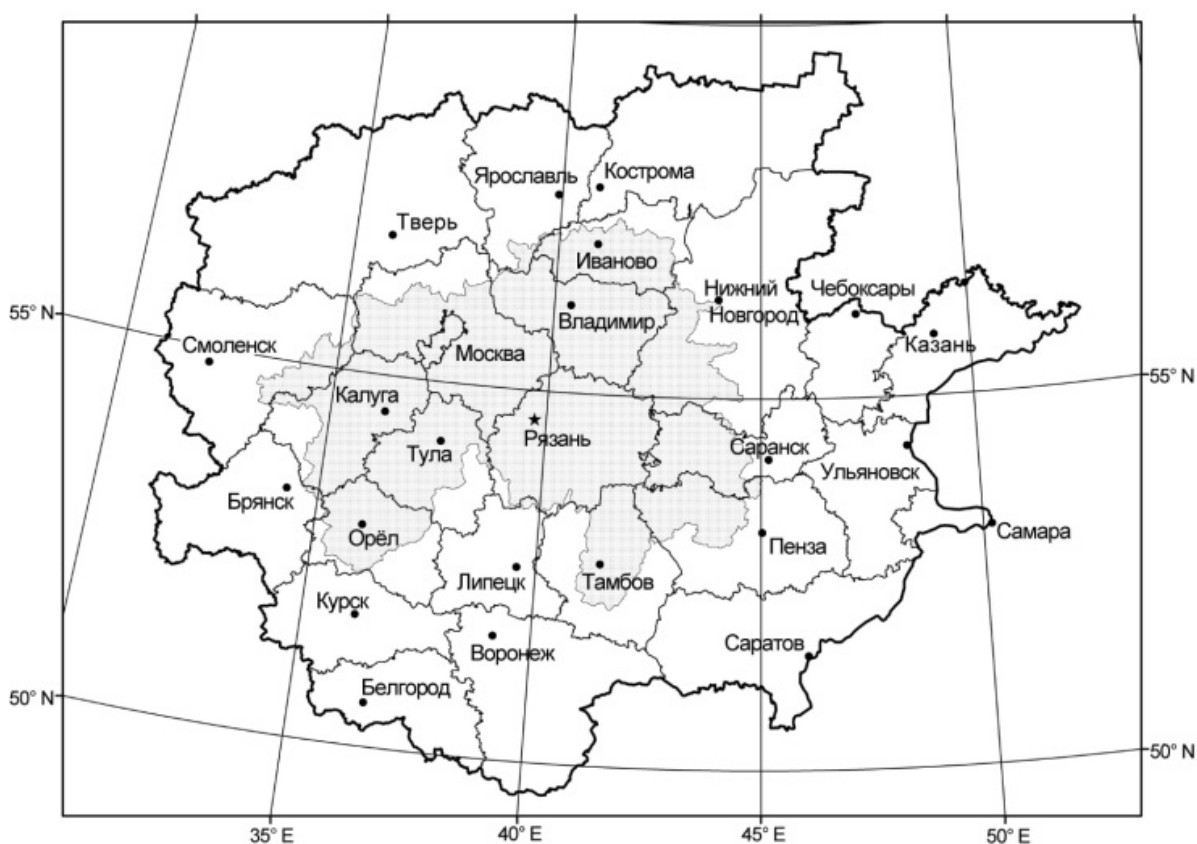 Ярославль
Кострома
Тверь
Иваново
Нижний
Новгород
Чебоксары
55° N
Владимир
Смоленск
Москва
Казань
55° N
Калуга
Рязань
Тула
Саранск
Ульяновск
Брянск
Орёл
Пенза
Самара
Липецк
Тамбов
Курск
Саратов
Воронеж
Белгород
50° N
50° N
35° E
40° E
45° E
50° E